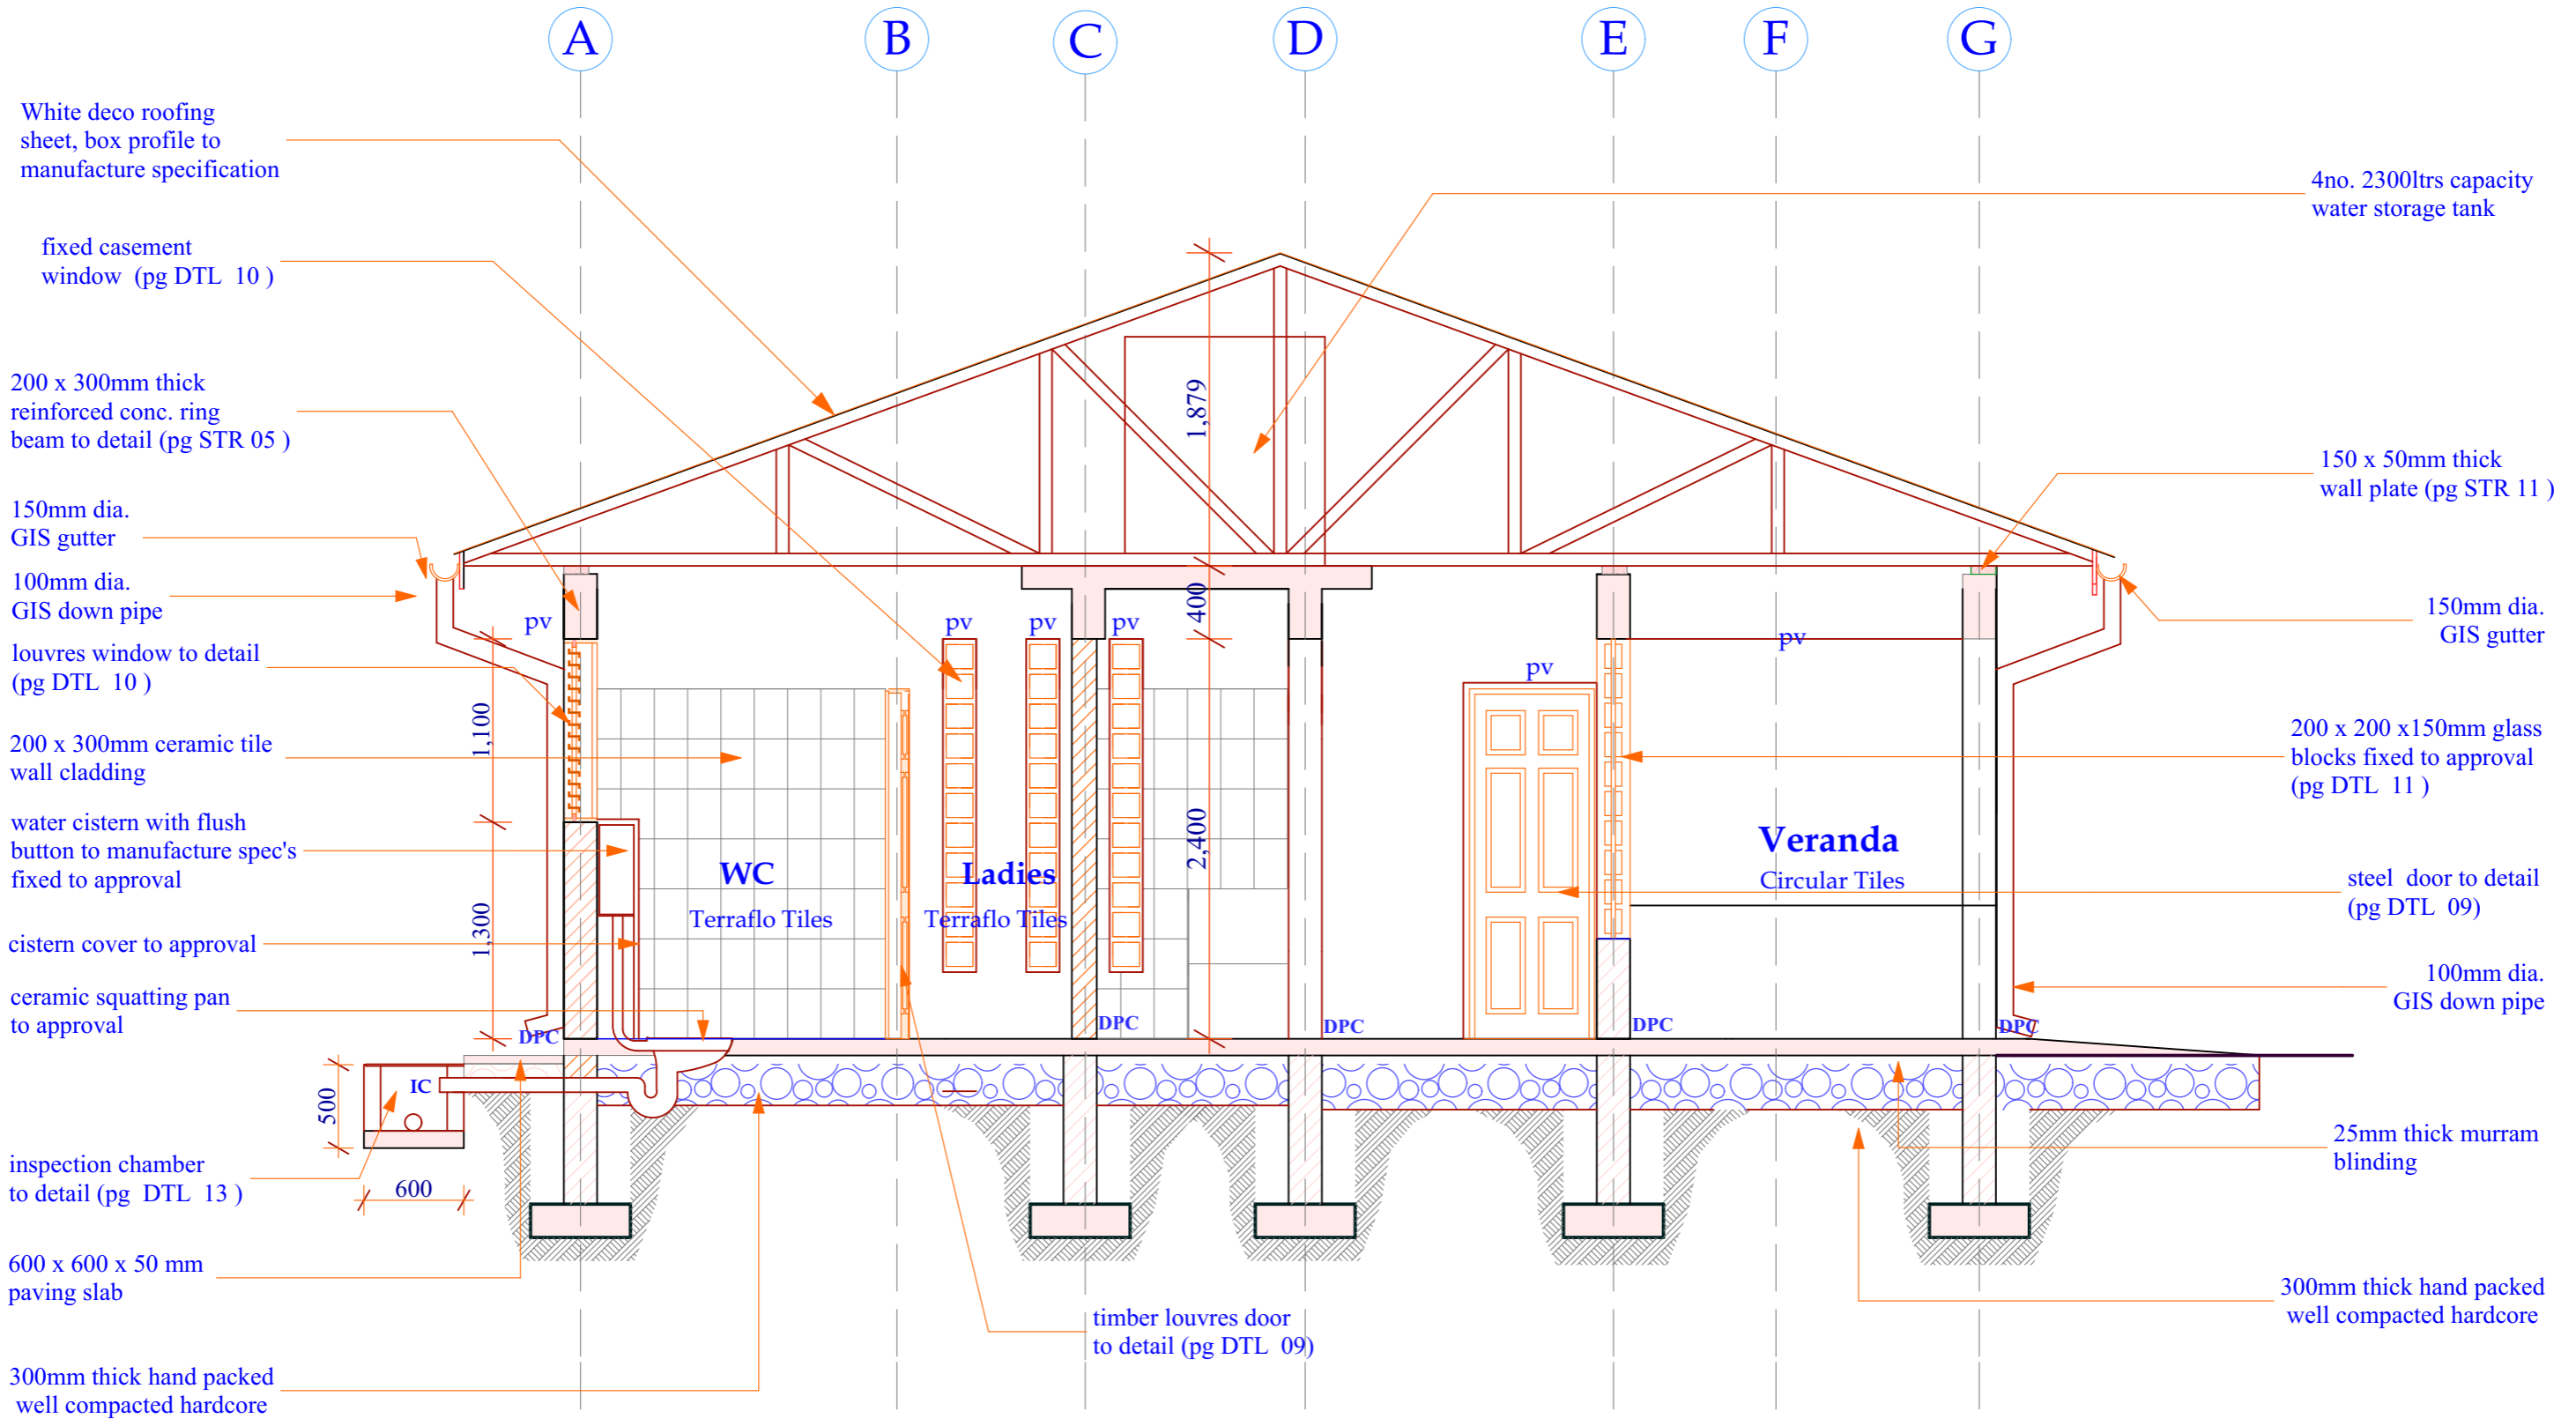 A B C D E F G
White deco roofing
sheet, box profile to
manufacture specification
fixed casement
window (pg DTL 10 )
200 x 300mm thick
reinforced conc. ring
beam to detail (pg STR 05 )
150mm dia.
GIS gutter
100mm dia.
GIS down pipe
louvres window to detail
(pg DTL 10 )
200 x 300mm ceramic tile
wall cladding
water cistern with flush
button to manufacture spec's
fixed to approval
cistern cover to approval
ceramic squatting pan
to approval
inspection chamber
to detail (pg DTL 13 )
600 x 600 x 50 mm
paving slab
300mm thick hand packed
well compacted hardcore
1,879
400
2,400
1,100
1,300
500
600
IC
pv
pv
pv
pv
pv
pv
WC
Terraflo Tiles
Ladies
Terraflo Tiles
Veranda
Circular Tiles
DPC
DPC
DPC
DPC
DPC
timber louvres door
to detail (pg DTL 09)
4no. 2300ltrs capacity
water storage tank
150 x 50mm thick
wall plate (pg STR 11 )
150mm dia.
GIS gutter
200 x 200 x150mm glass
blocks fixed to approval
(pg DTL 11 )
steel door to detail
(pg DTL 09)
100mm dia.
GIS down pipe
25mm thick murram
blinding
300mm thick hand packed
well compacted hardcore